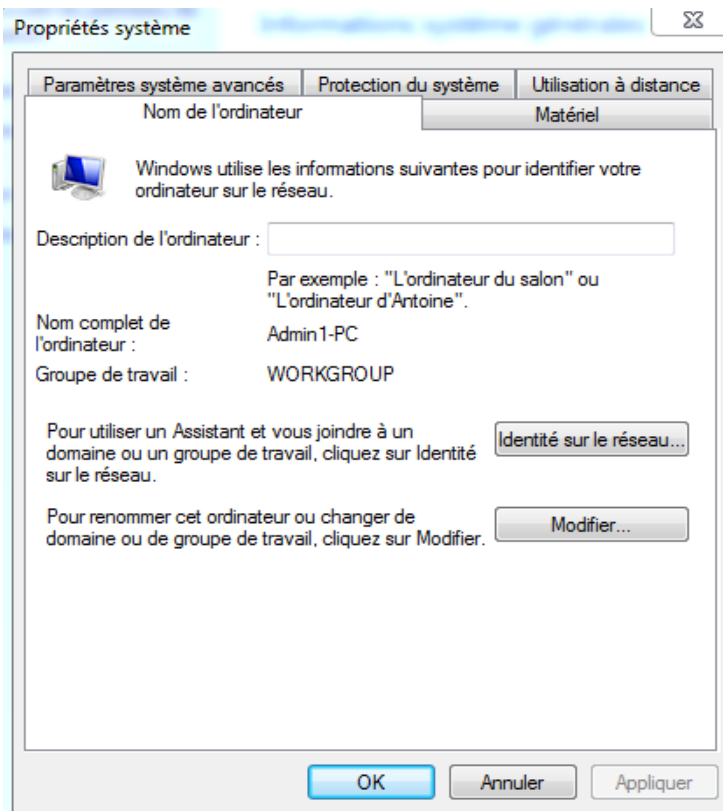 Propriétés système
Informations système générales
Paramètres système avancés Protection du système Utilisation à distance
Nom de l'ordinateur Matériel
Windows utilise les informations suivantes pour identifier votre
ordinateur sur le réseau.
Description de l'ordinateur :
Par exemple : "L'ordinateur du salon" ou
"L'ordinateur d'Antoine".
Nom complet de
l'ordinateur :
Admin1-PC
Groupe de travail : WORKGROUP
Pour utiliser un Assistant et vous joindre à un
domaine ou un groupe de travail, cliquez sur Identité
sur le réseau.
Identité sur le réseau...
Pour renommer cet ordinateur ou changer de
domaine ou de groupe de travail, cliquez sur Modifier.
Modifier...
OK Annuler Appliquer